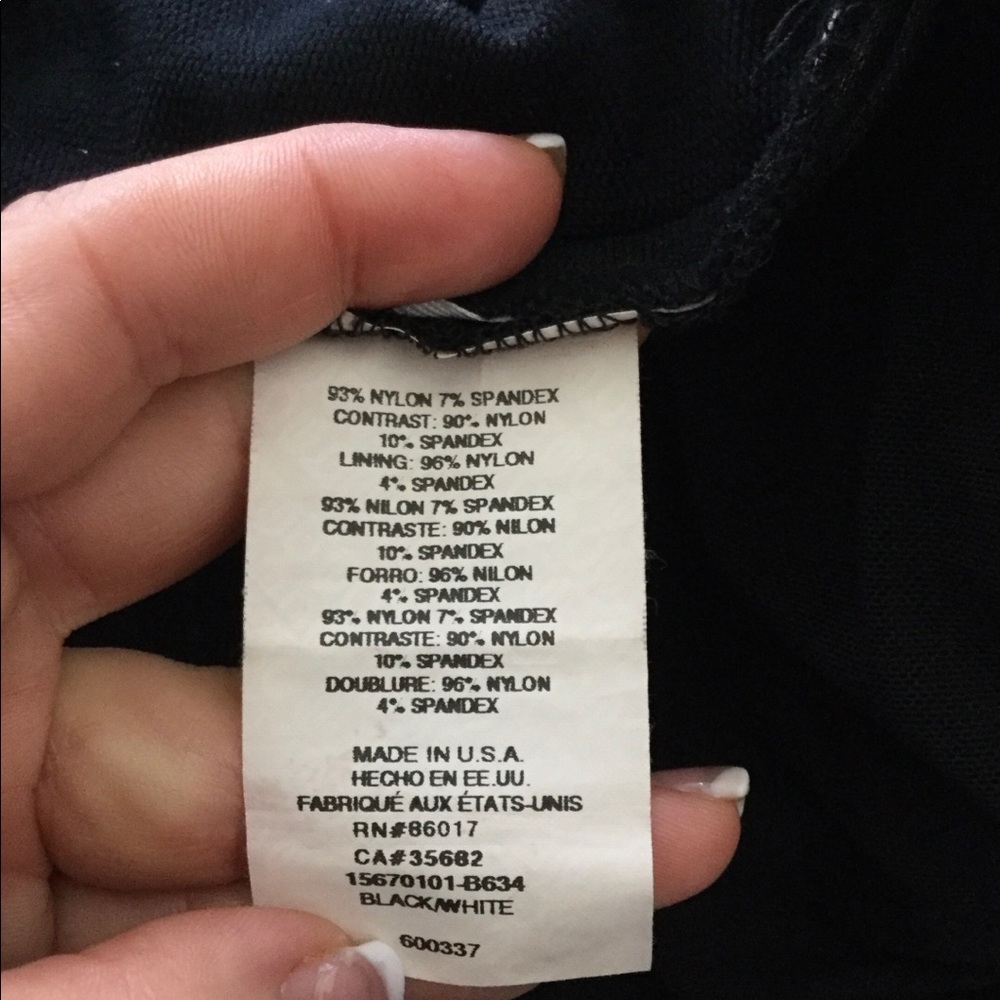 93% NYLON 7% SPANDEX
CONTRAST: 90% NYLON
10% SPANDEX
LINING: 96% NYLON
4% SPANDEX
93% NILON 7% SPANDEX
CONTRASTE: 90% NILON
10% SPANDEX
FORRO: 96% NILON
4% SPANDEX
93% NYLON 7% SPANDEX
CONTRASTE: 90% NYLON
10% SPANDEX
DOUBLURE: 96% NYLON
4% SPANDEX
MADE IN U.S.A.
HECHO EN EE.UU.
FABRIQUÉ AUX ÉTATS-UNIS
RN#86017
CA#35682
15670101-B634
BLACK/WHITE
600337